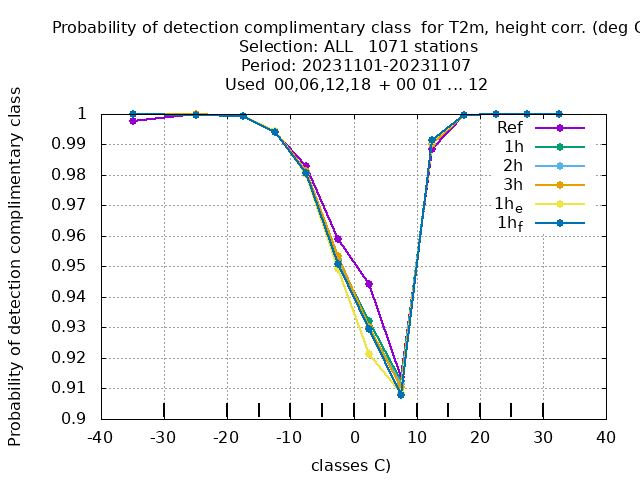 Probability of detection complimentary class  for T2m, height corr. (deg C
Selection: ALL   1071 stations
Period: 20231101-20231107
Used  00,06,12,18  + 00 01 ... 12
Probability of detection complimentary class
1
0.99
0.98
0.97
0.96
0.95
0.94
0.93
0.92
0.91
0.9
Ref
1h
2h
3h
1he
1hf
-40 -30 -20 -10 0 10 20 30 40
classes C)